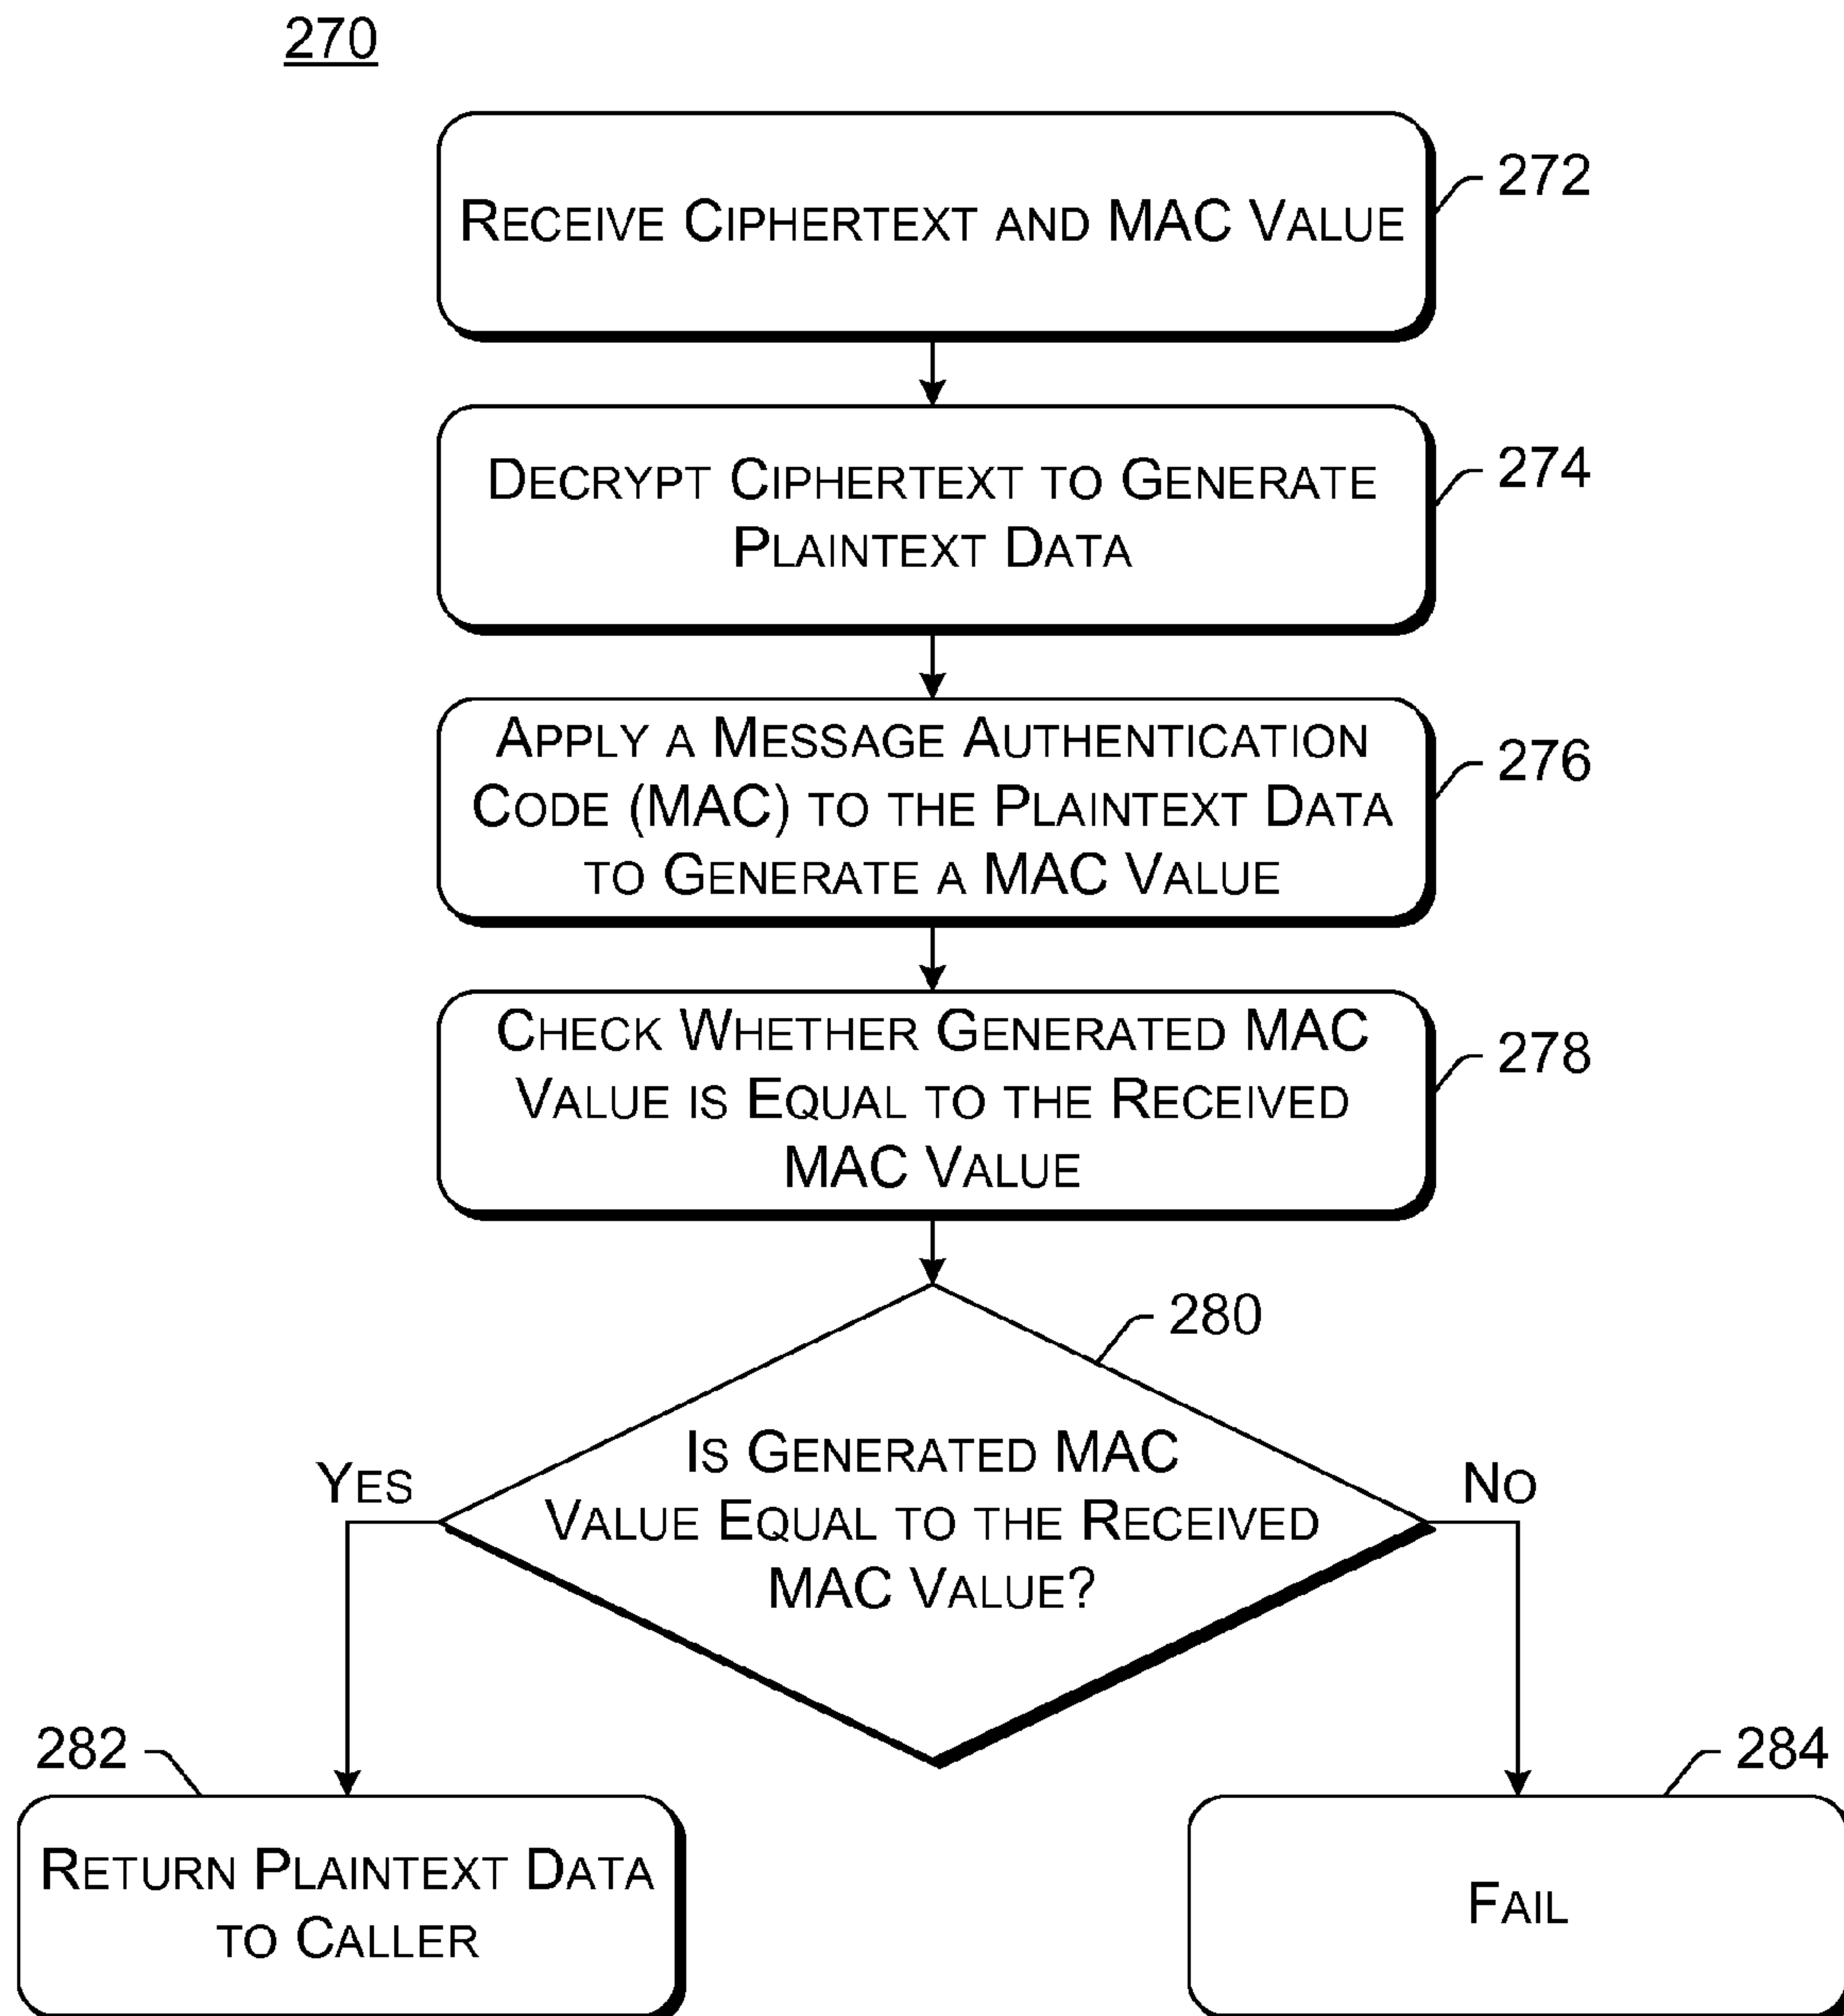 270
RECEIVE CIPHERTEXT AND MAC VALUE
272
DECRYPT CIPHERTEXT TO GENERATE
PLAINTEXT DATA
274
APPLY A MESSAGE AUTHENTICATION
CODE (MAC) TO THE PLAINTEXT DATA
TO GENERATE A MAC VALUE
276
CHECK WHETHER GENERATED MAC
VALUE IS EQUAL TO THE RECEIVED
MAC VALUE
278
280
IS GENERATED MAC
VALUE EQUAL TO THE RECEIVED
MAC VALUE?
YES
NO
282
RETURN PLAINTEXT DATA
TO CALLER
284
FAIL